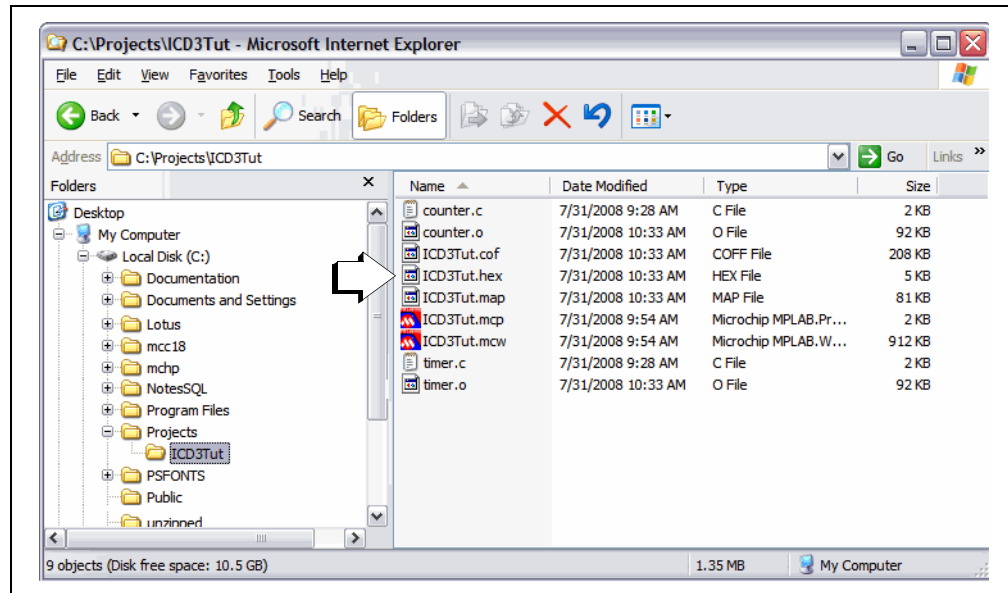 C:\Projects\ICD3Tut - Microsoft Internet Explorer
File Edit View Favorites Tools Help
Back Search Folders
Address C:\Projects\ICD3Tut Go Links »
Folders x Name Date Modified Type Size
Desktop
My Computer
Local Disk (C:)
Documentation
Documents and Settings
Lotus
mcc18
mchp
NotesSQL
Program Files
Projects
ICD3Tut
PSFONTS
Public
unzipped
counter.c 7/31/2008 9:28 AM C File 2 KB
counter.o 7/31/2008 10:33 AM O File 92 KB
ICD3Tut.cof 7/31/2008 10:33 AM COFF File 208 KB
ICD3Tut.hex 7/31/2008 10:33 AM HEX File 5 KB
ICD3Tut.map 7/31/2008 10:33 AM MAP File 81 KB
ICD3Tut.mcp 7/31/2008 9:54 AM Microchip MPLAB.Pr... 2 KB
ICD3Tut.mcw 7/31/2008 9:54 AM Microchip MPLAB.W... 912 KB
timer.c 7/31/2008 9:28 AM C File 2 KB
timer.o 7/31/2008 10:33 AM O File 92 KB
9 objects (Disk free space: 10.5 GB) 1.35 MB My Computer